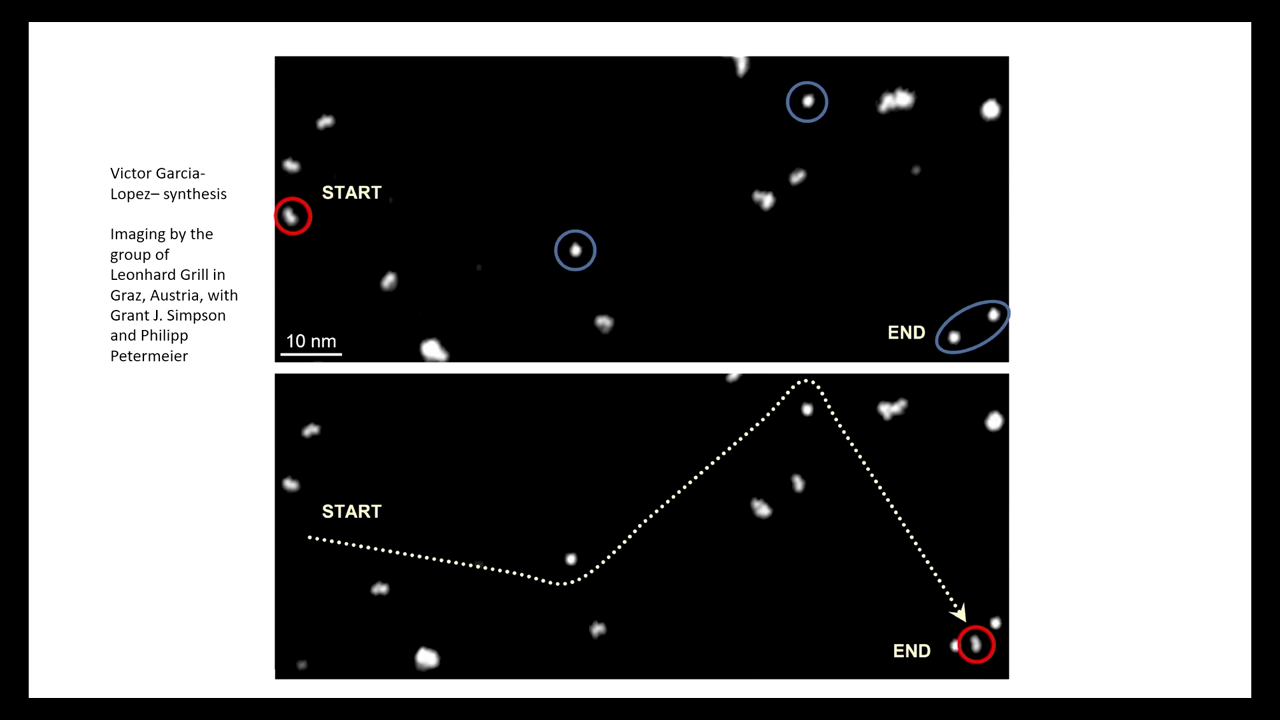 Victor Garcia-
Lopez– synthesis
Imaging by the
group of
Leonhard Grill in
Graz, Austria, with
Grant J. Simpson
and Philipp
Petermeier
START
END
10 nm
START
END